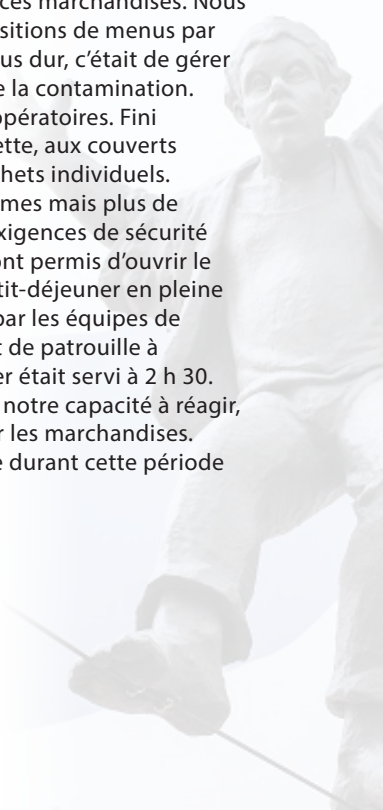 ces marchandises. Nous
sitions de menus par
us dur, c’était de gérer
e la contamination.
opératoires. Fini
ette, aux couverts
hets individuels.
mes mais plus de
xigences de sécurité
ont permis d’ouvrir le
tit-déjeuner en pleine
par les équipes de
t de patrouille à
er était servi à 2 h 30.
notre capacité à réagir,
r les marchandises.
e durant cette période